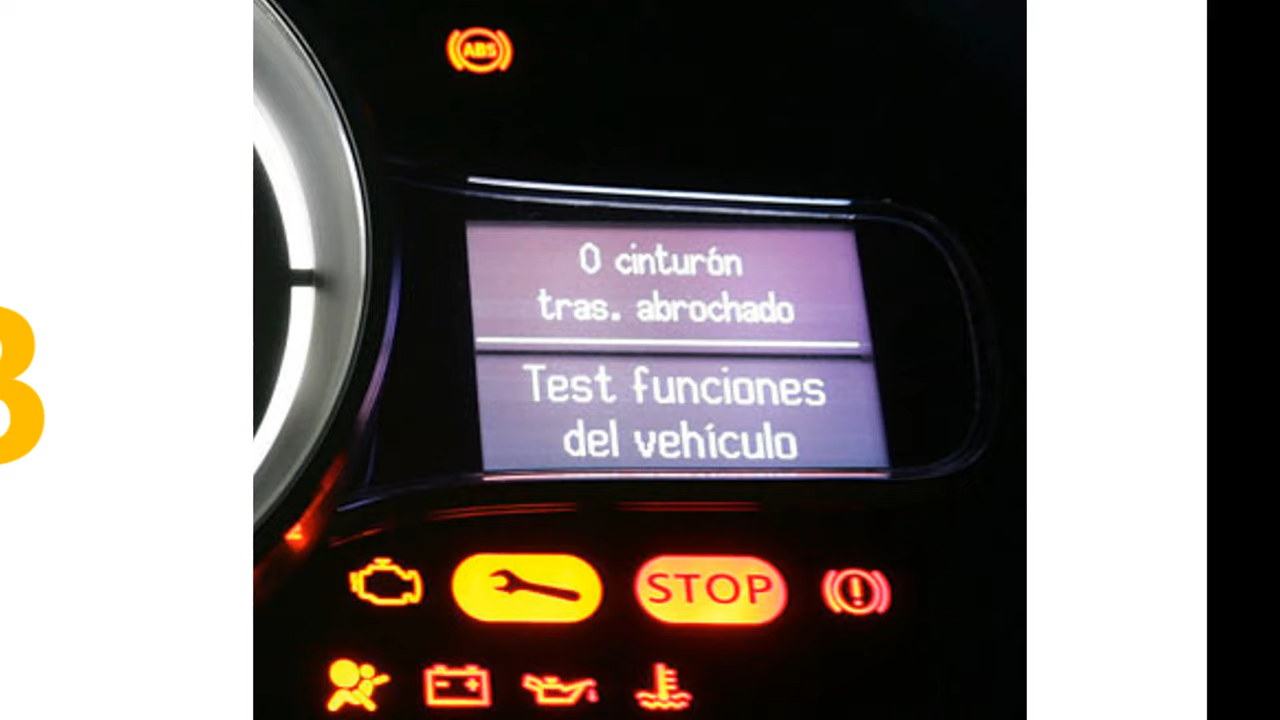 ABS
0 cinturón
tras. abrochado
Test funciones
del vehículo
STOP